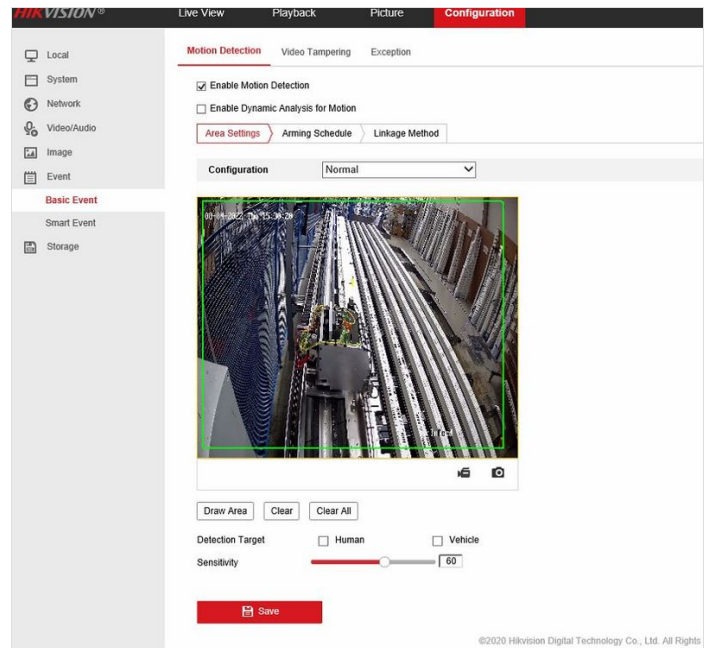 HIKVISION®
Live View Playback Picture Configuration
Local
System
Network
Video/Audio
Image
Event
Basic Event
Smart Event
Storage
Motion Detection Video Tampering Exception
Enable Motion Detection
Enable Dynamic Analysis for Motion
Area Settings Arming Schedule Linkage Method
Configuration Normal
Draw Area Clear Clear All
Detection Target Human Vehicle
Sensitivity 60
Save
©2020 Hikvision Digital Technology Co., Ltd. All Rights